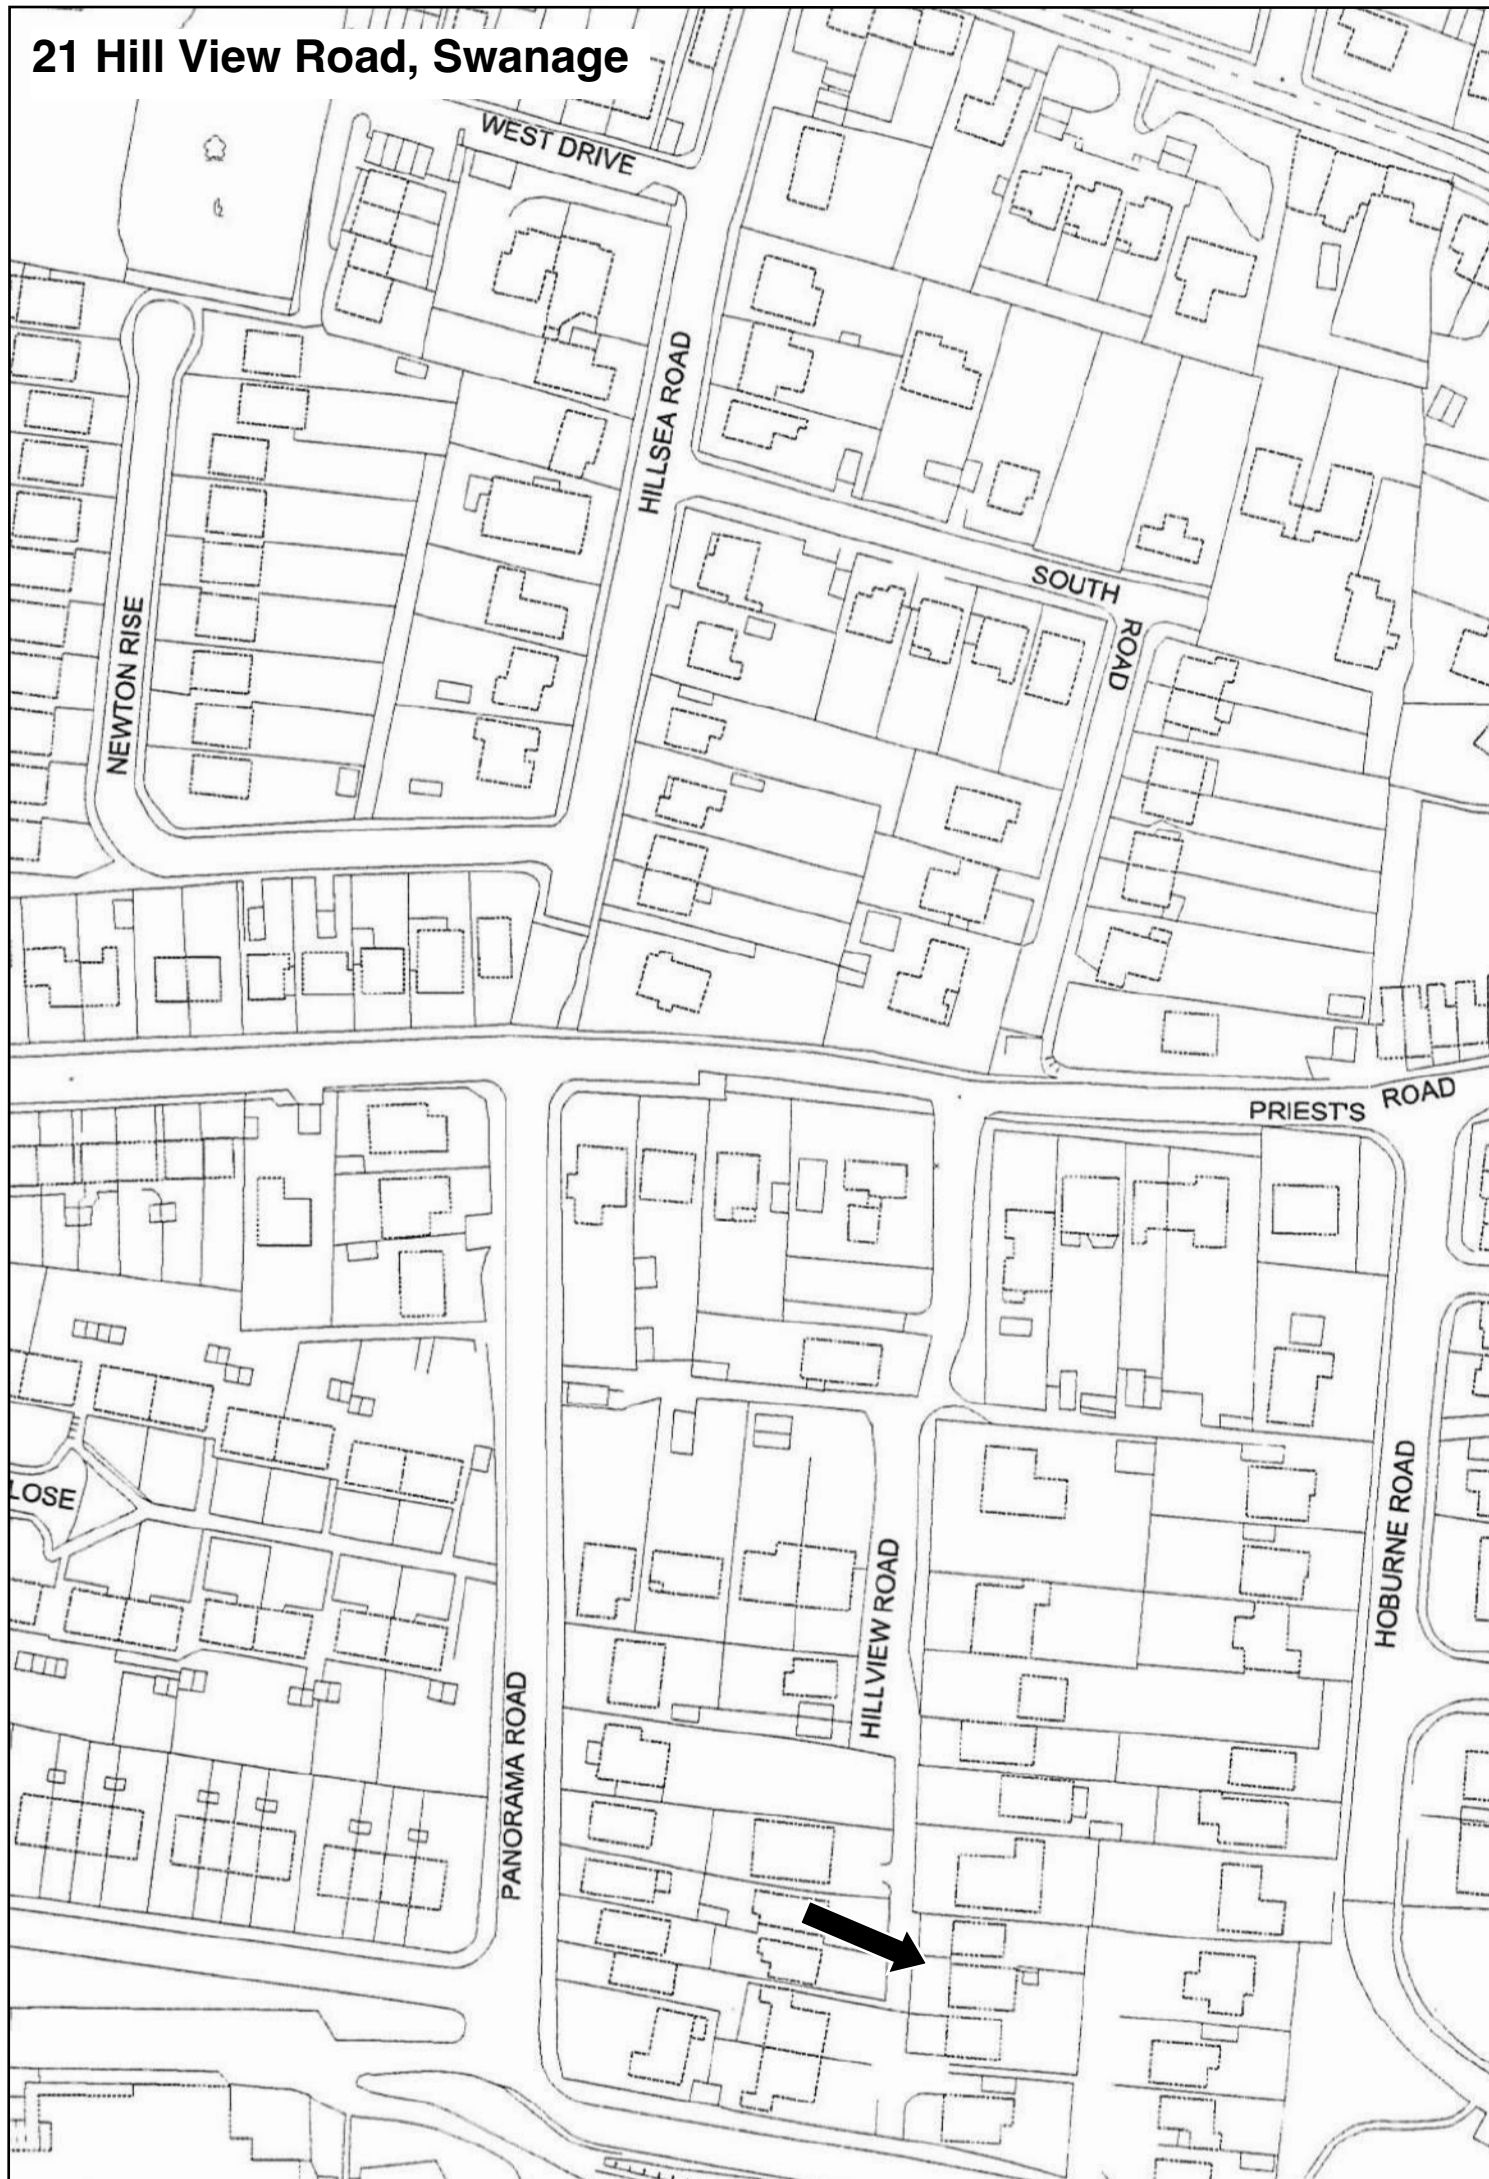 21 Hill View Road, Swanage
WEST DRIVE
HILLSEA ROAD
SOUTH
ROAD
NEWTON RISE
PRIEST'S ROAD
LOSE
HOBURNE ROAD
HILLVIEW ROAD
PANORAMA ROAD